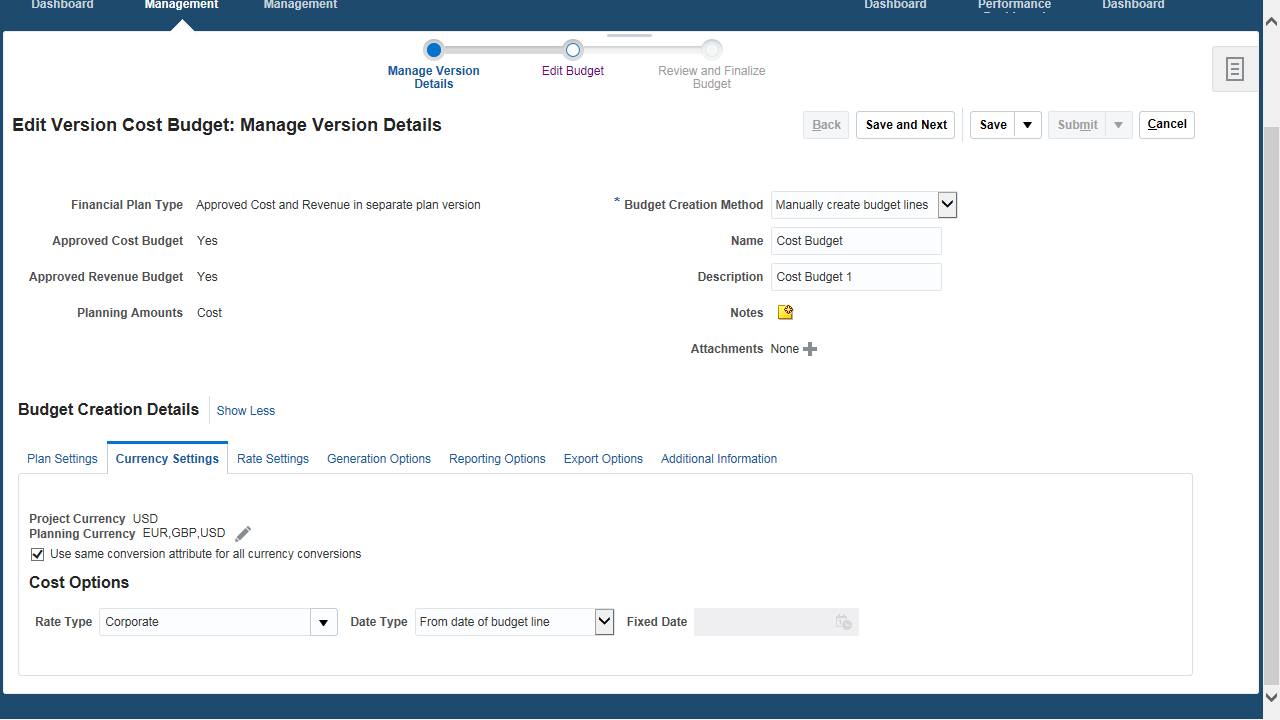 Dashboard
Management
Management
Dashboard
Performance
Dashboard
Manage Version
Details
Edit Budget
Review and Finalize
Budget
Edit Version Cost Budget: Manage Version Details
Back
Save and Next
Save
Submit
Cancel
Financial Plan Type Approved Cost and Revenue in separate plan version
Approved Cost Budget Yes
Approved Revenue Budget Yes
Planning Amounts Cost
* Budget Creation Method Manually create budget lines
Name Cost Budget
Description Cost Budget 1
Notes
Attachments None
Budget Creation Details Show Less
Plan Settings Currency Settings Rate Settings Generation Options Reporting Options Export Options Additional Information
Project Currency USD
Planning Currency EUR,GBP,USD
Use same conversion attribute for all currency conversions
Cost Options
Rate Type Corporate Date Type From date of budget line Fixed Date